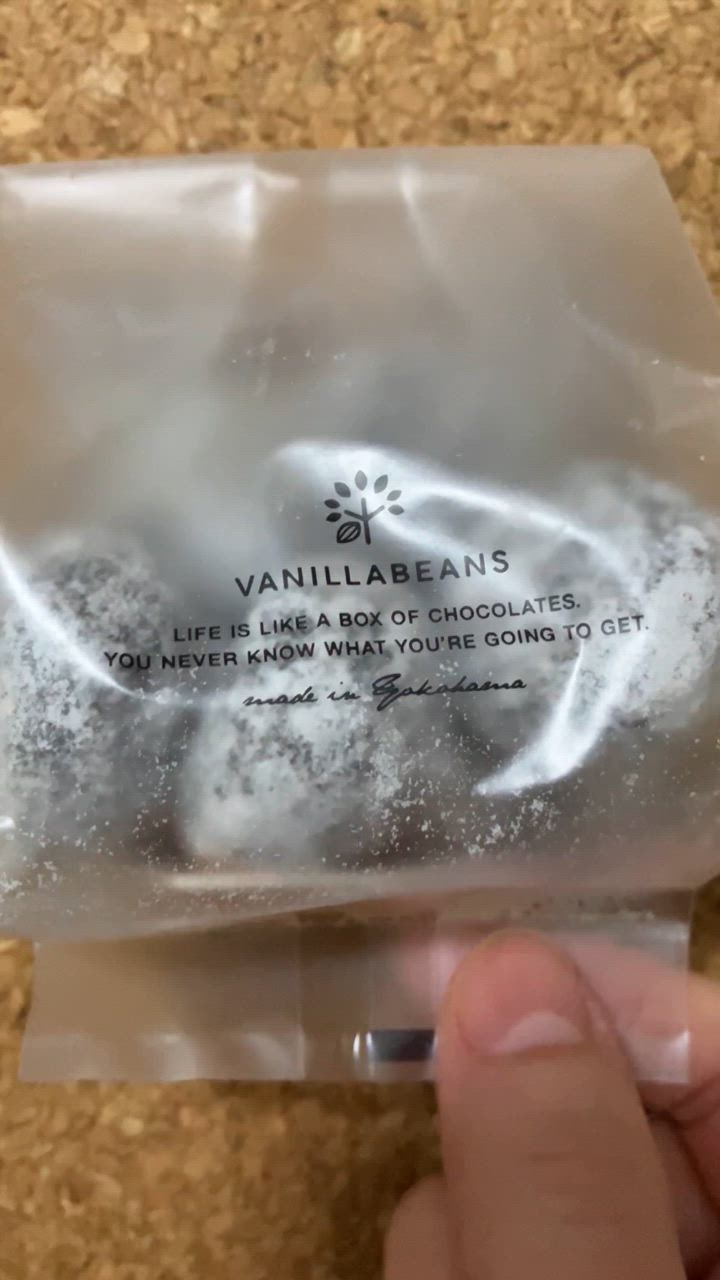 VANILLABEANS
LIFE IS LIKE A BOX OF CHOCOLATES.
YOU NEVER KNOW WHAT YOU'RE GOING TO GET.
made in Yokohama